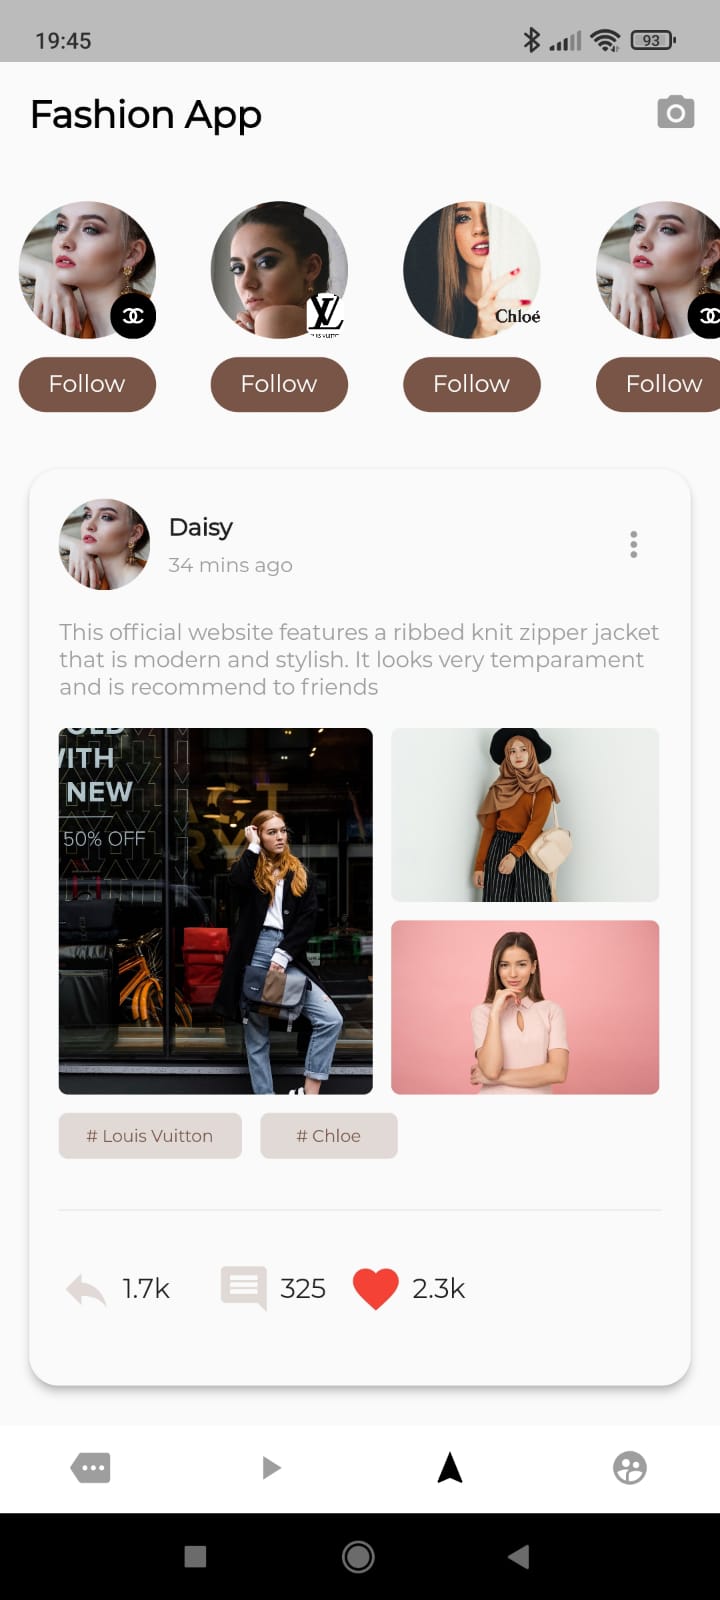 19:45
93
Fashion App
Chloé
Follow
Follow
Follow
Follow
Daisy
34 mins ago
This official website features a ribbed knit zipper jacket
that is modern and stylish. It looks very temparament
and is recommend to friends
WITH
NEW
50% OFF
# Louis Vuitton
# Chloe
1.7k
325
2.3k